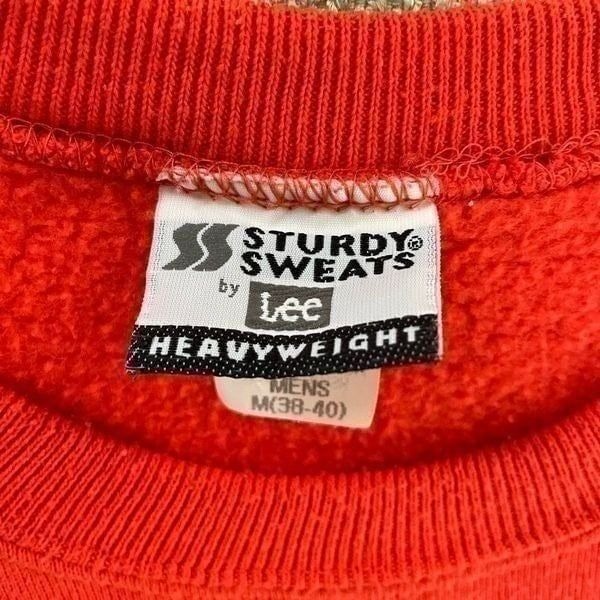 SS STURDY®
SWEATS
by Lee
HEAVYWEIGHT
MENS
M(38-40)